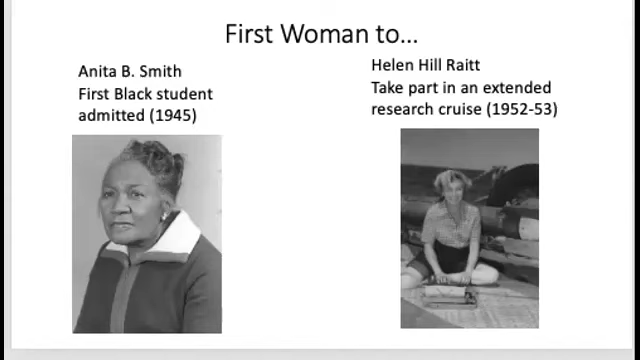 First Woman to...
Anita B. Smith
First Black student
admitted (1945)
Helen Hill Raitt
Take part in an extended
research cruise (1952-53)